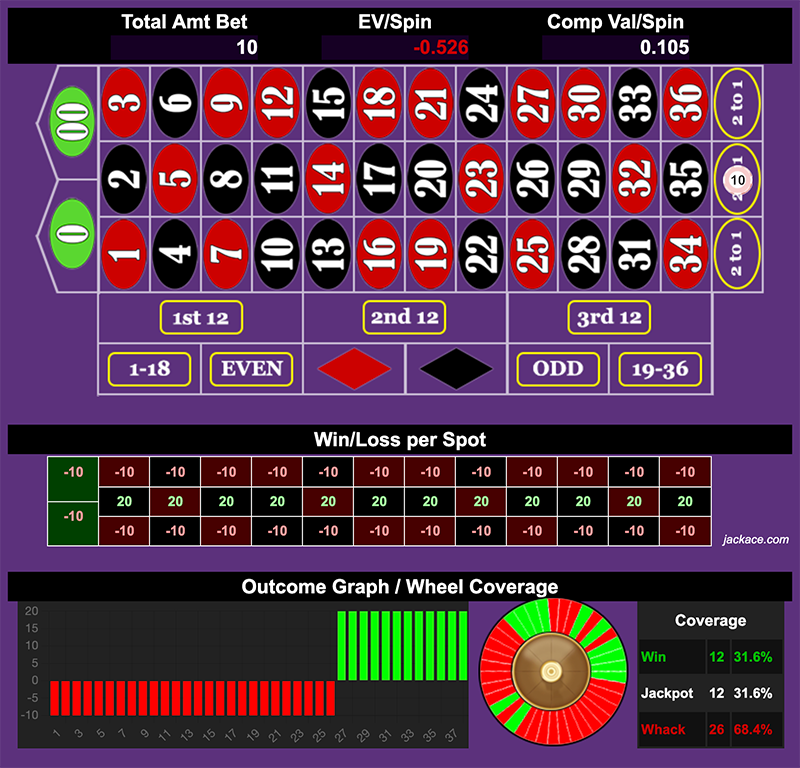 Total Amt Bet EV/Spin Comp Val/Spin
10 -0.526 0.105
00 3 6 9 12 15 18 21 24 27 30 33 36 2 to 1
2 5 8 11 14 17 20 23 26 29 32 35 10
0 1 4 7 10 13 16 19 22 25 28 31 34 2 to 1
1st 12 2nd 12 3rd 12
1-18 EVEN ODD 19-36
Win/Loss per Spot
-10 -10 -10 -10 -10 -10 -10 -10 -10 -10 -10 -10 -10
20 20 20 20 20 20 20 20 20 20 20 20
-10 -10 -10 -10 -10 -10 -10 -10 -10 -10 -10 -10 -10
jackace.com
Outcome Graph / Wheel Coverage
20
15
10
5
0
-5
-10
1 3 5 7 9 11 13 15 17 19 21 23 25 27 29 31 33 35 37
Coverage
Win 12 31.6%
Jackpot 12 31.6%
Whack 26 68.4%